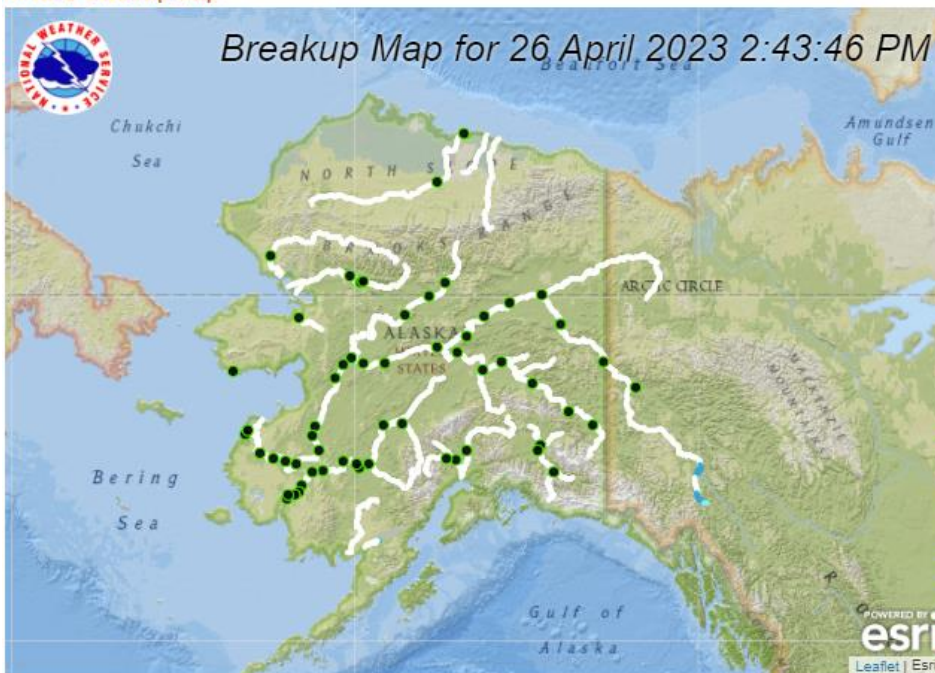 Breakup Map for 26 April 2023 2:43:46 PM
NATIONAL WEATHER SERVICE
Beaufort Sea
Chukchi
Sea
Amundsen
Gulf
NORTH SLOPE
BROOKS RANGE
ARCTIC CIRCLE
ALASKA
STATES
MACKENZIE
MOUNTAINS
Bering
Sea
Gulf of
Alaska
R O
POWERED BY
esri
Leaflet | Esri